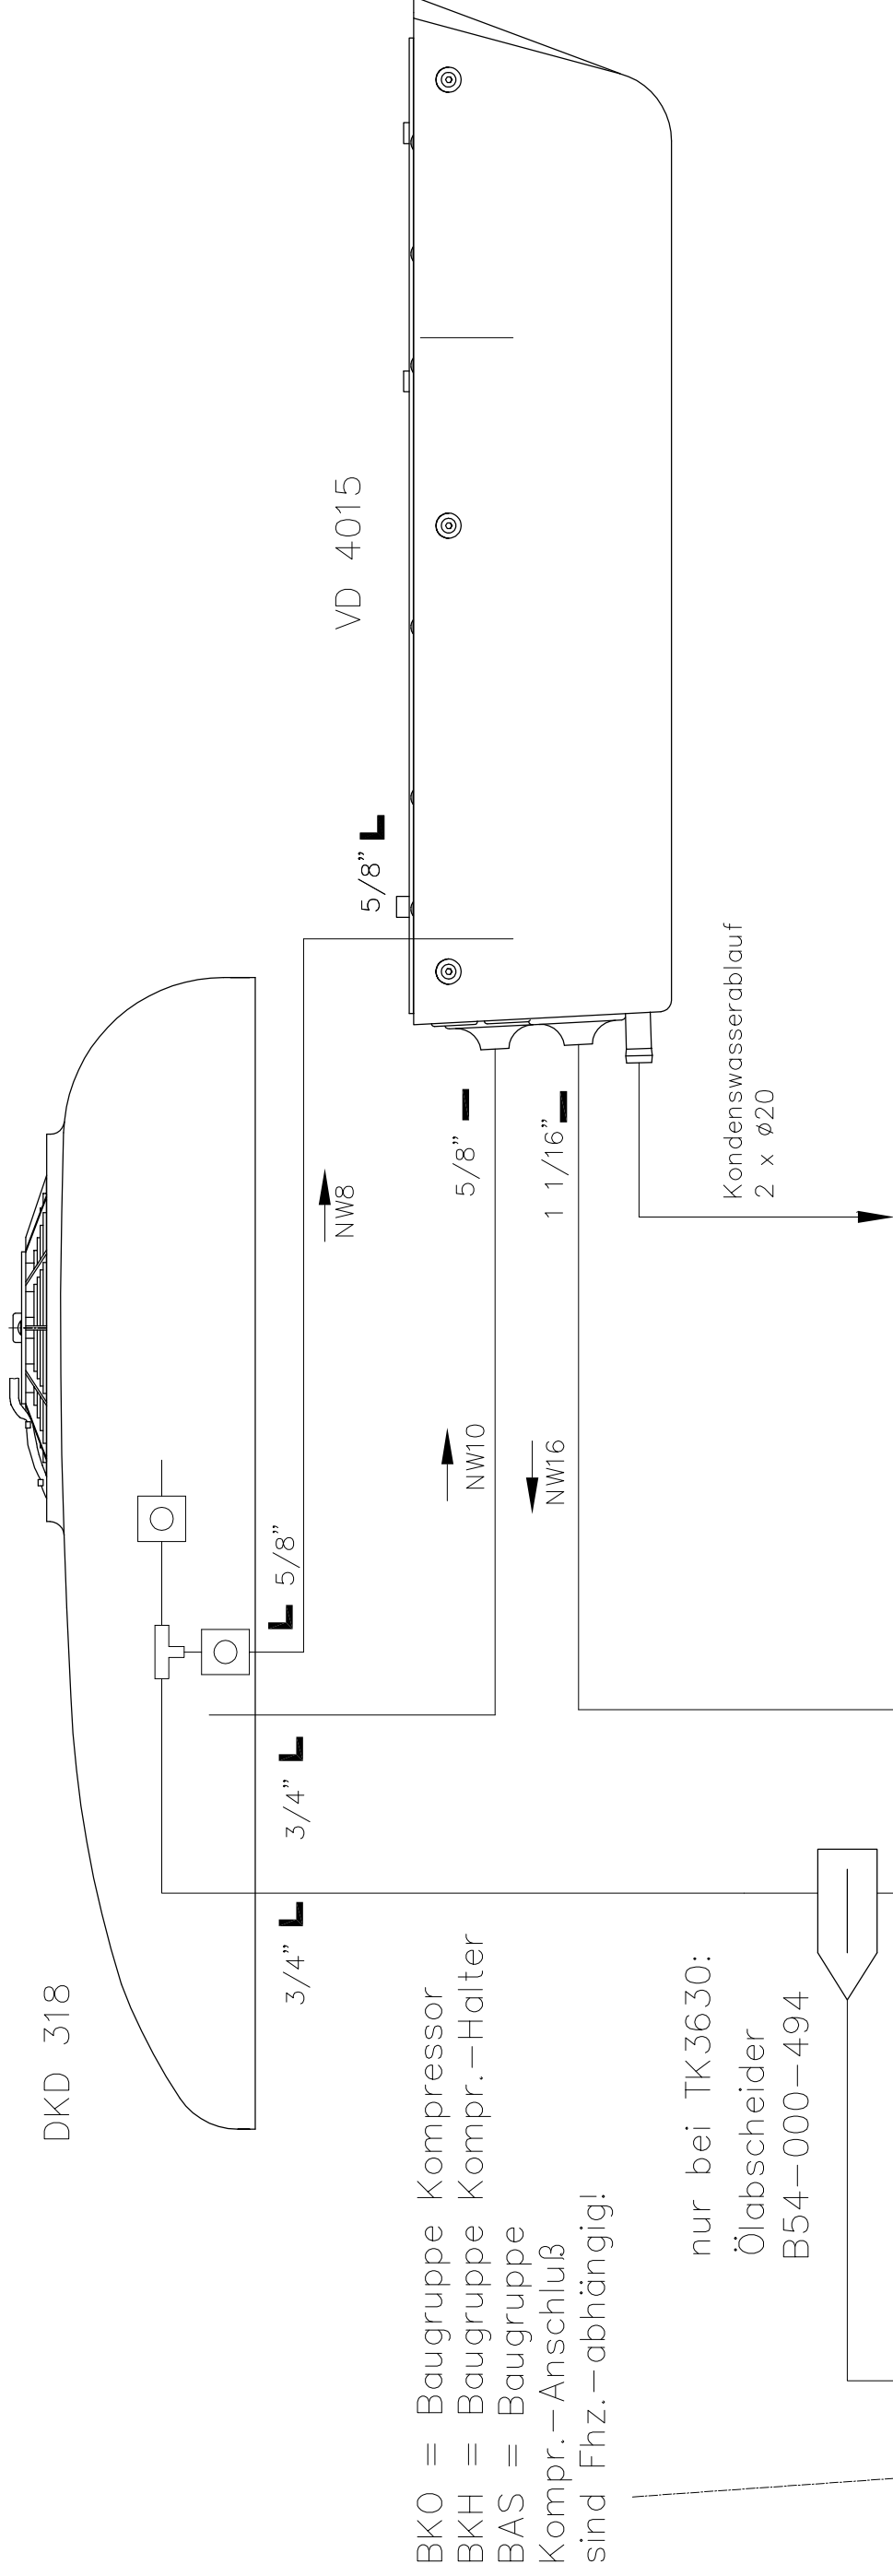 DKD 318
VD 4015
5/8”
NW8
5/8”
3/4”
3/4”
5/8”
NW10
1 1/16”
NW16
Kondenswasserablauf
2 x ø20
BKO = Baugruppe Kompressor
BKH = Baugruppe Kompr.-Halter
BAS = Baugruppe
Kompr.-Anschluß
sind Fhz.-abhängig!
nur bei TK3630:
Ölabscheider
B54-000-494